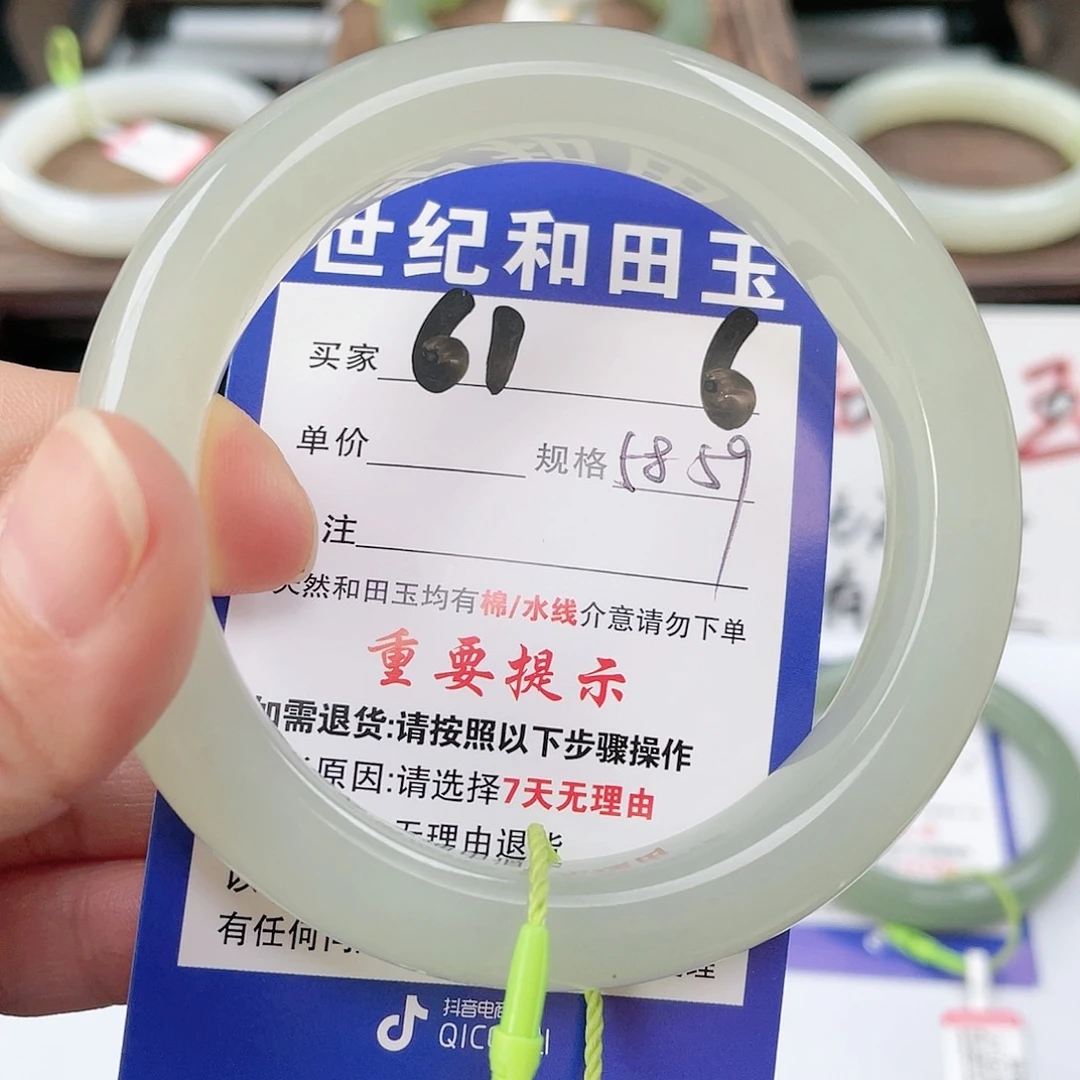 世纪和田玉
买家 61 6
单价 规格 5859
注
天然和田玉均有棉/水线介意请勿下单
重要提示
如需退货:请按照以下步骤操作
原因:请选择7天无理由
无理由退货
以
有任何问 理
抖音电商
QIC